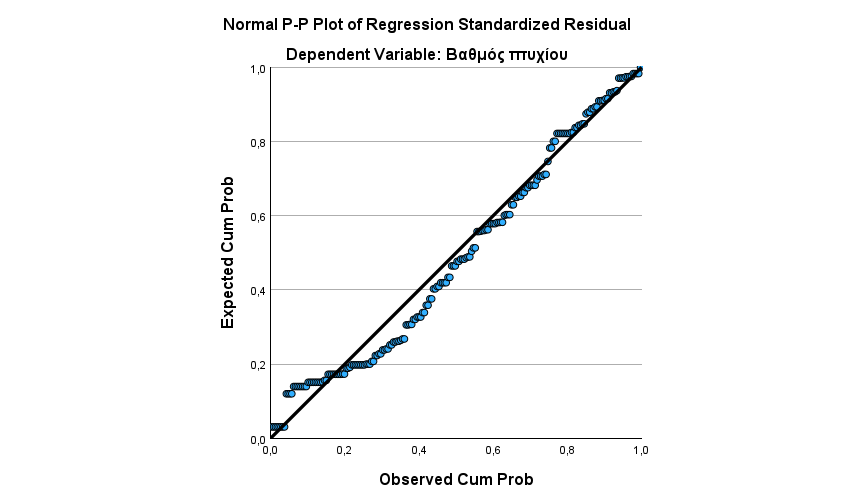 Normal P-P Plot of Regression Standardized Residual
Dependent Variable: Βαθμός πτυχίου
1,0
0,8
0,6
0,4
0,2
0,0
Expected Cum Prob
0,0 0,2 0,4 0,6 0,8 1,0
Observed Cum Prob